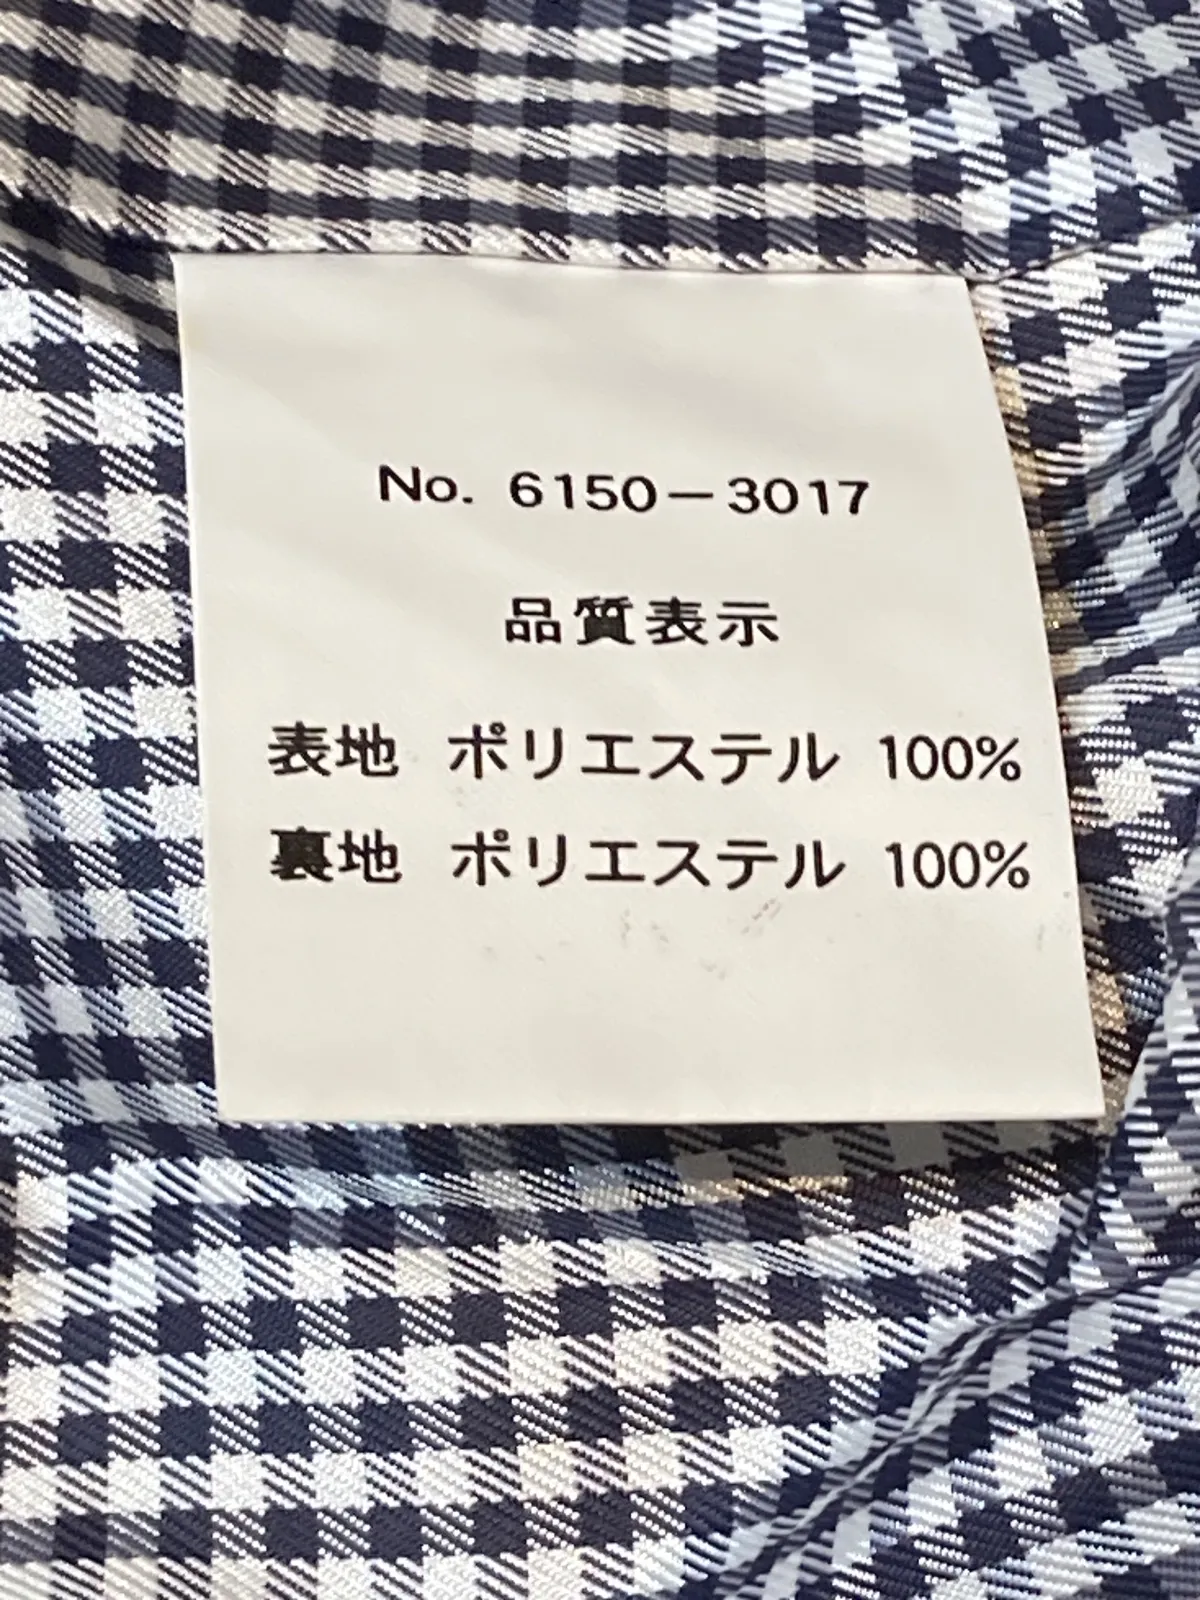 No. 6150－3017
品質表示
表地 ポリエステル 100%
裏地 ポリエステル 100%